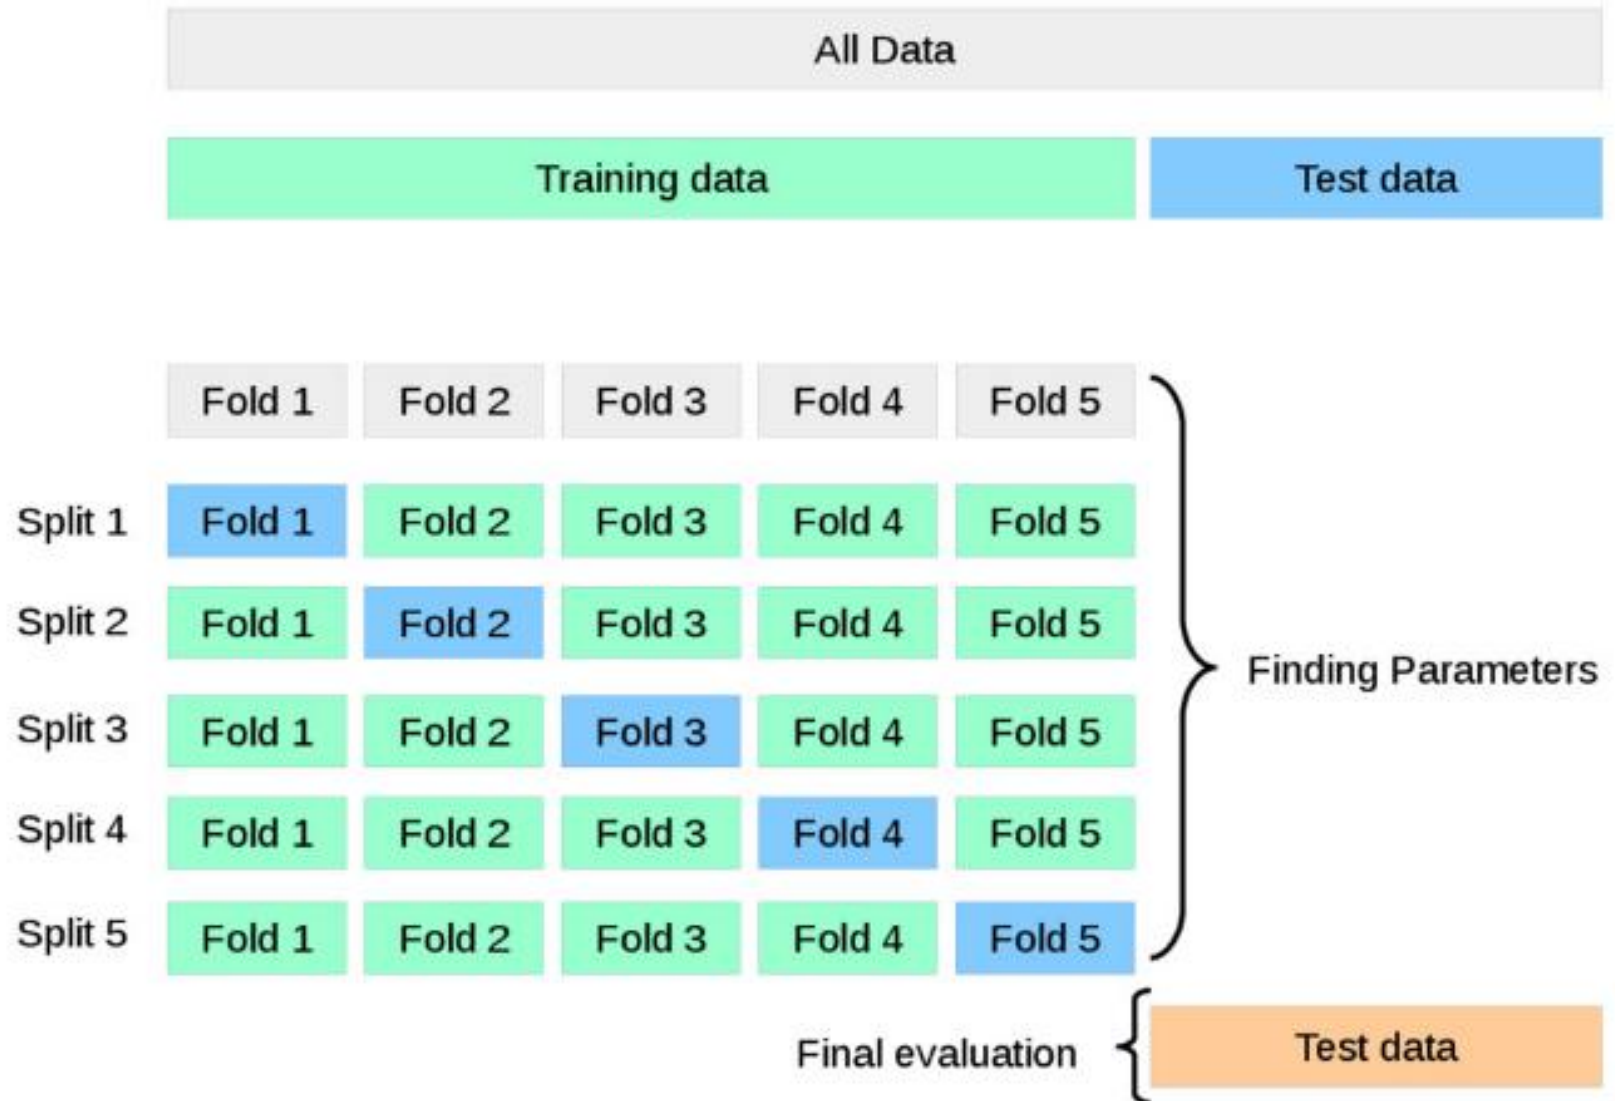 All Data
Training data Test data
Fold 1 Fold 2 Fold 3 Fold 4 Fold 5
Split 1 Fold 1 Fold 2 Fold 3 Fold 4 Fold 5
Split 2 Fold 1 Fold 2 Fold 3 Fold 4 Fold 5
Finding Parameters
Split 3 Fold 1 Fold 2 Fold 3 Fold 4 Fold 5
Split 4 Fold 1 Fold 2 Fold 3 Fold 4 Fold 5
Split 5 Fold 1 Fold 2 Fold 3 Fold 4 Fold 5
Final evaluation Test data